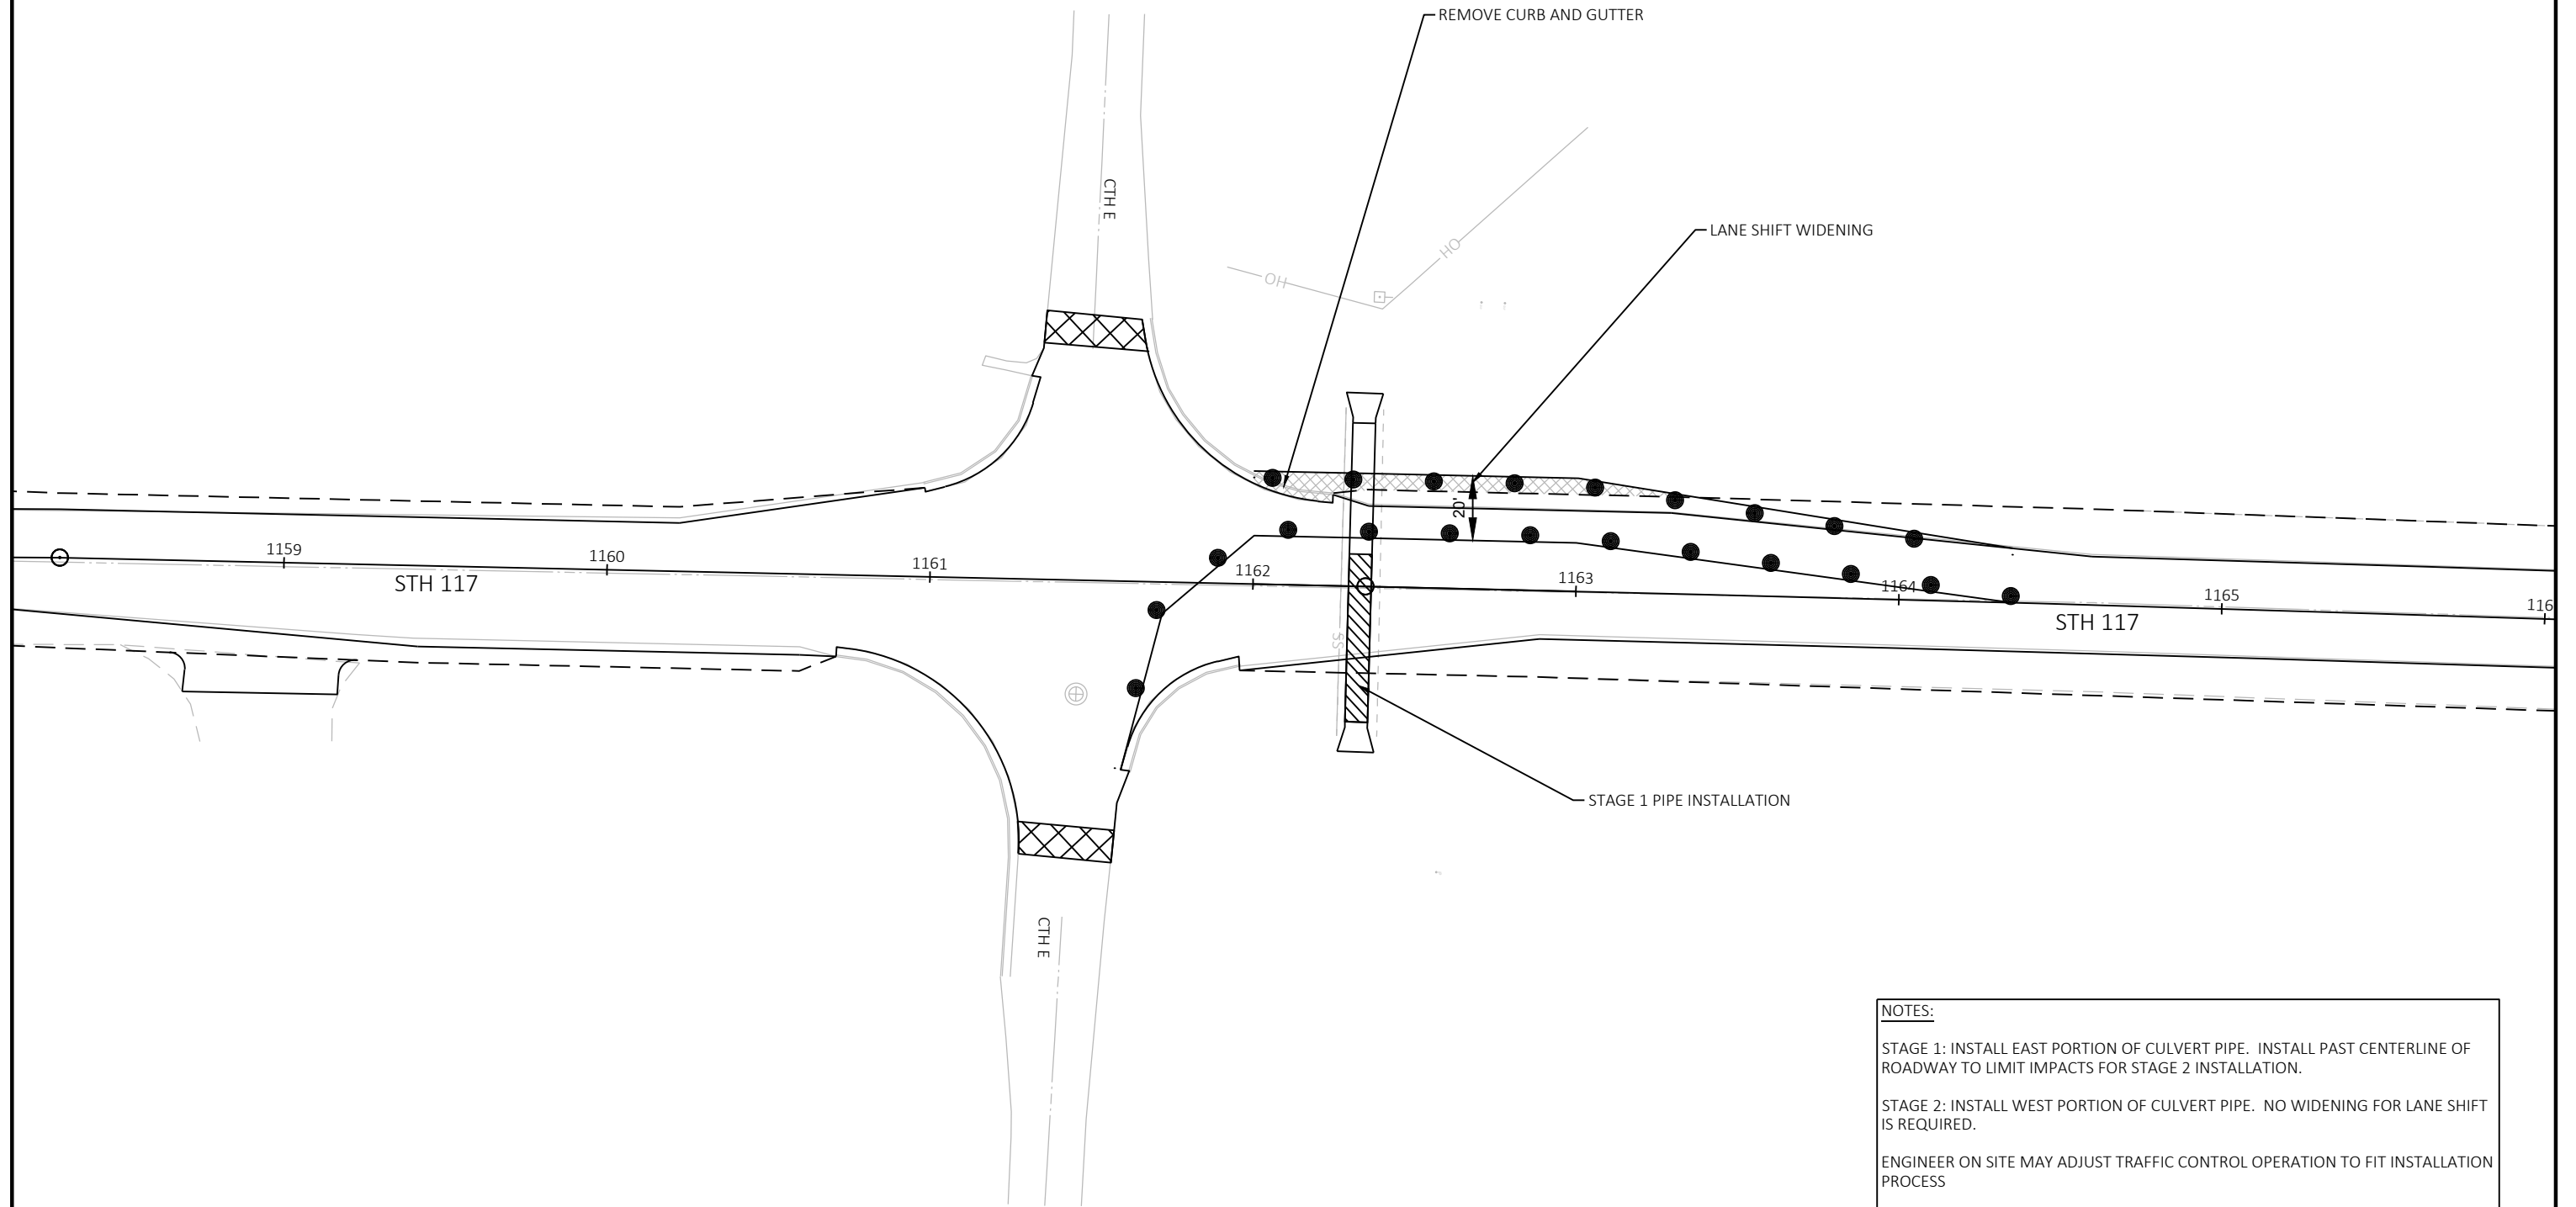 REMOVE CURB AND GUTTER
CTH E
LANE SHIFT WIDENING
OH
OH
20'
1159
1160
1161
1162
1163
1164
1165
116
STH 117
STH 117
SS
STAGE 1 PIPE INSTALLATION
CTH E
NOTES:
STAGE 1: INSTALL EAST PORTION OF CULVERT PIPE. INSTALL PAST CENTERLINE OF
ROADWAY TO LIMIT IMPACTS FOR STAGE 2 INSTALLATION.
STAGE 2: INSTALL WEST PORTION OF CULVERT PIPE. NO WIDENING FOR LANE SHIFT
IS REQUIRED.
ENGINEER ON SITE MAY ADJUST TRAFFIC CONTROL OPERATION TO FIT INSTALLATION
PROCESS